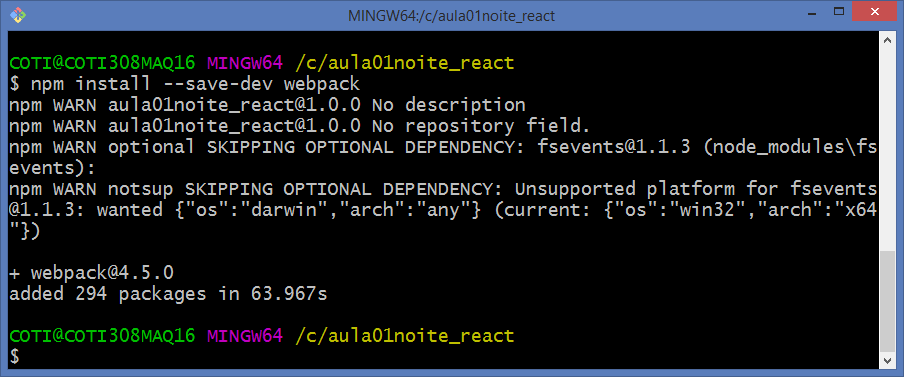 MINGW64:/c/aula01noite_react
COTI@COTI308MAQ16 MINGW64 /c/aula01noite_react
$ npm install --save-dev webpack
npm WARN aula01noite_react@1.0.0 No description
npm WARN aula01noite_react@1.0.0 No repository field.
npm WARN optional SKIPPING OPTIONAL DEPENDENCY: fsevents@1.1.3 (node_modules\fs
events):
npm WARN notsup SKIPPING OPTIONAL DEPENDENCY: Unsupported platform for fsevents
@1.1.3: wanted {"os":"darwin","arch":"any"} (current: {"os":"win32","arch":"x64
"})
+ webpack@4.5.0
added 294 packages in 63.967s
COTI@COTI308MAQ16 MINGW64 /c/aula01noite_react
$